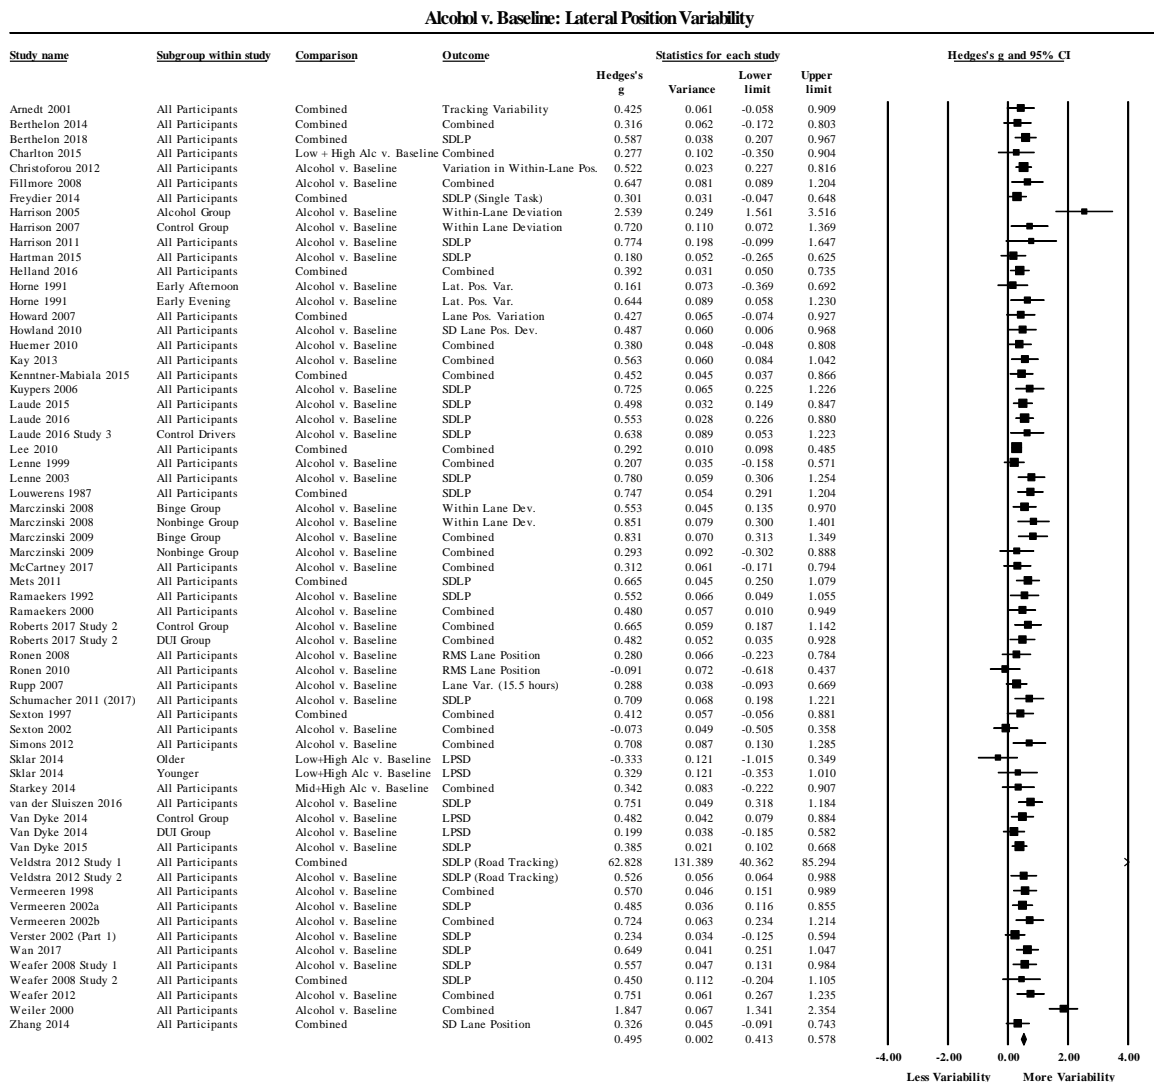 Alcohol v. Baseline: Lateral Position Variability
Study name Subgroup within study Comparison Outcome Statistics for each study Hedges's g and 95% CI
Hedges's g Variance Lower limit Upper limit
Arnedt 2001 All Participants Combined Tracking Variability 0.425 0.061 -0.058 0.909
Berthelon 2014 All Participants Combined Combined 0.316 0.062 -0.172 0.803
Berthelon 2018 All Participants Combined SDLP 0.587 0.038 0.207 0.967
Charlton 2015 All Participants Low + High Alc v. Baseline Combined 0.277 0.102 -0.350 0.904
Christoforou 2012 All Participants Alcohol v. Baseline Variation in Within-Lane Pos. 0.522 0.023 0.227 0.816
Fillmore 2008 All Participants Alcohol v. Baseline Combined 0.647 0.081 0.089 1.204
Freydier 2014 All Participants Combined SDLP (Single Task) 0.301 0.031 -0.047 0.648
Harrison 2005 Alcohol Group Alcohol v. Baseline Within-Lane Deviation 2.539 0.249 1.561 3.516
Harrison 2007 Control Group Alcohol v. Baseline Within Lane Deviation 0.720 0.110 0.072 1.369
Harrison 2011 All Participants Alcohol v. Baseline SDLP 0.774 0.198 -0.099 1.647
Hartman 2015 All Participants Alcohol v. Baseline SDLP 0.180 0.052 -0.265 0.625
Helland 2016 All Participants Combined Combined 0.392 0.031 0.050 0.735
Horne 1991 Early Afternoon Alcohol v. Baseline Lat. Pos. Var. 0.161 0.073 -0.369 0.692
Horne 1991 Early Evening Alcohol v. Baseline Lat. Pos. Var. 0.644 0.089 0.058 1.230
Howard 2007 All Participants Combined Lane Pos. Variation 0.427 0.065 -0.074 0.927
Howland 2010 All Participants Alcohol v. Baseline SD Lane Pos. Dev. 0.487 0.060 0.006 0.968
Huemer 2010 All Participants Alcohol v. Baseline Combined 0.380 0.048 -0.048 0.808
Kay 2013 All Participants Alcohol v. Baseline Combined 0.563 0.060 0.084 1.042
Kenntner-Mabiala 2015 All Participants Combined Combined 0.452 0.045 0.037 0.866
Kuypers 2006 All Participants Alcohol v. Baseline SDLP 0.725 0.065 0.225 1.226
Laude 2015 All Participants Alcohol v. Baseline SDLP 0.498 0.032 0.149 0.847
Laude 2016 All Participants Alcohol v. Baseline SDLP 0.553 0.028 0.226 0.880
Laude 2016 Study 3 Control Drivers Alcohol v. Baseline SDLP 0.638 0.089 0.053 1.223
Lee 2010 All Participants Combined Combined 0.292 0.010 0.098 0.485
Lenne 1999 All Participants Alcohol v. Baseline Combined 0.207 0.035 -0.158 0.571
Lenne 2003 All Participants Alcohol v. Baseline SDLP 0.780 0.059 0.306 1.254
Louwerens 1987 All Participants Combined SDLP 0.747 0.054 0.291 1.204
Marczinski 2008 Binge Group Alcohol v. Baseline Within Lane Dev. 0.553 0.045 0.135 0.970
Marczinski 2008 Nonbinge Group Alcohol v. Baseline Within Lane Dev. 0.851 0.079 0.300 1.401
Marczinski 2009 Binge Group Alcohol v. Baseline Combined 0.831 0.070 0.313 1.349
Marczinski 2009 Nonbinge Group Alcohol v. Baseline Combined 0.293 0.092 -0.302 0.888
McCartney 2017 All Participants Alcohol v. Baseline Combined 0.312 0.061 -0.171 0.794
Mets 2011 All Participants Combined SDLP 0.665 0.045 0.250 1.079
Ramaekers 1992 All Participants Alcohol v. Baseline SDLP 0.552 0.066 0.049 1.055
Ramaekers 2000 All Participants Alcohol v. Baseline Combined 0.480 0.057 0.010 0.949
Roberts 2017 Study 2 Control Group Alcohol v. Baseline Combined 0.665 0.059 0.187 1.142
Roberts 2017 Study 2 DUI Group Alcohol v. Baseline Combined 0.482 0.052 0.035 0.928
Ronen 2008 All Participants Alcohol v. Baseline RMS Lane Position 0.280 0.066 -0.223 0.784
Ronen 2010 All Participants Alcohol v. Baseline RMS Lane Position -0.091 0.072 -0.618 0.437
Rupp 2007 All Participants Alcohol v. Baseline Lane Var. (15.5 hours) 0.288 0.038 -0.093 0.669
Schumacher 2011 (2017) All Participants Alcohol v. Baseline SDLP 0.709 0.068 0.198 1.221
Sexton 1997 All Participants Combined Combined 0.412 0.057 -0.056 0.881
Sexton 2002 All Participants Alcohol v. Baseline Combined -0.073 0.049 -0.505 0.358
Simons 2012 All Participants Alcohol v. Baseline Combined 0.708 0.087 0.130 1.285
Sklar 2014 Older Low+High Alc v. Baseline LPSD -0.333 0.121 -1.015 0.349
Sklar 2014 Younger Low+High Alc v. Baseline LPSD 0.329 0.121 -0.353 1.010
Starkey 2014 All Participants Mid+High Alc v. Baseline Combined 0.342 0.083 -0.222 0.907
van der Sluiszen 2016 All Participants Alcohol v. Baseline SDLP 0.751 0.049 0.318 1.184
Van Dyke 2014 Control Group Alcohol v. Baseline LPSD 0.482 0.042 0.079 0.884
Van Dyke 2014 DUI Group Alcohol v. Baseline LPSD 0.199 0.038 -0.185 0.582
Van Dyke 2015 All Participants Alcohol v. Baseline SDLP 0.385 0.021 0.102 0.668
Veldstra 2012 Study 1 All Participants Combined SDLP (Road Tracking) 62.828 131.389 40.362 85.294
Veldstra 2012 Study 2 All Participants Alcohol v. Baseline SDLP (Road Tracking) 0.526 0.056 0.064 0.988
Vermeeren 1998 All Participants Alcohol v. Baseline Combined 0.570 0.046 0.151 0.989
Vermeeren 2002a All Participants Alcohol v. Baseline SDLP 0.485 0.036 0.116 0.855
Vermeeren 2002b All Participants Alcohol v. Baseline Combined 0.724 0.063 0.234 1.214
Verster 2002 (Part 1) All Participants Alcohol v. Baseline SDLP 0.234 0.034 -0.125 0.594
Wan 2017 All Participants Alcohol v. Baseline SDLP 0.649 0.041 0.251 1.047
Weafer 2008 Study 1 All Participants Alcohol v. Baseline SDLP 0.557 0.047 0.131 0.984
Weafer 2008 Study 2 All Participants Combined SDLP 0.450 0.112 -0.204 1.105
Weafer 2012 All Participants Alcohol v. Baseline Combined 0.751 0.061 0.267 1.235
Weiler 2000 All Participants Alcohol v. Baseline Combined 1.847 0.067 1.341 2.354
Zhang 2014 All Participants Combined SD Lane Position 0.326 0.045 -0.091 0.743
0.495 0.002 0.413 0.578
-4.00 -2.00 0.00 2.00 4.00
Less Variability More Variability